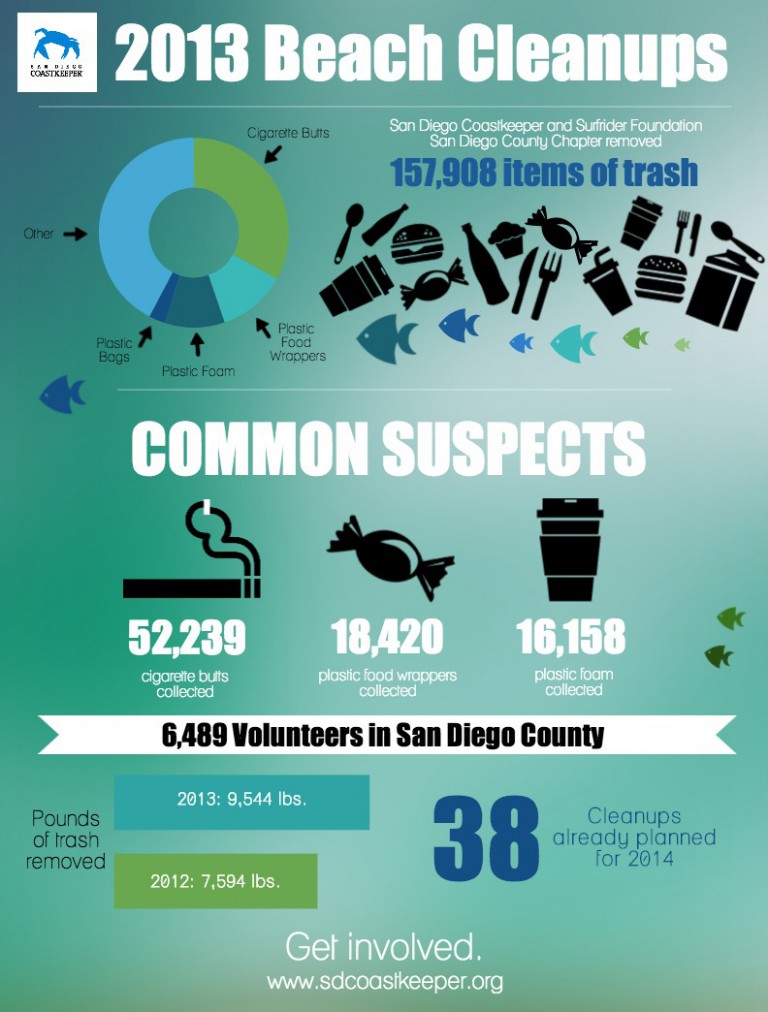 SAN DIEGO
COASTKEEPER
2013 Beach Cleanups
Cigarette Butts
Other
Plastic
Bags
Plastic Foam
Plastic
Food
Wrappers
San Diego Coastkeeper and Surfrider Foundation
San Diego County Chapter removed
157,908 items of trash
COMMON SUSPECTS
52,239
cigarette butts
collected
18,420
plastic food wrappers
collected
16,158
plastic foam
collected
6,489 Volunteers in San Diego County
Pounds
of trash
removed
2013: 9,544 lbs.
2012: 7,594 lbs.
38
Cleanups
already planned
for 2014
Get involved.
www.sdcoastkeeper.org